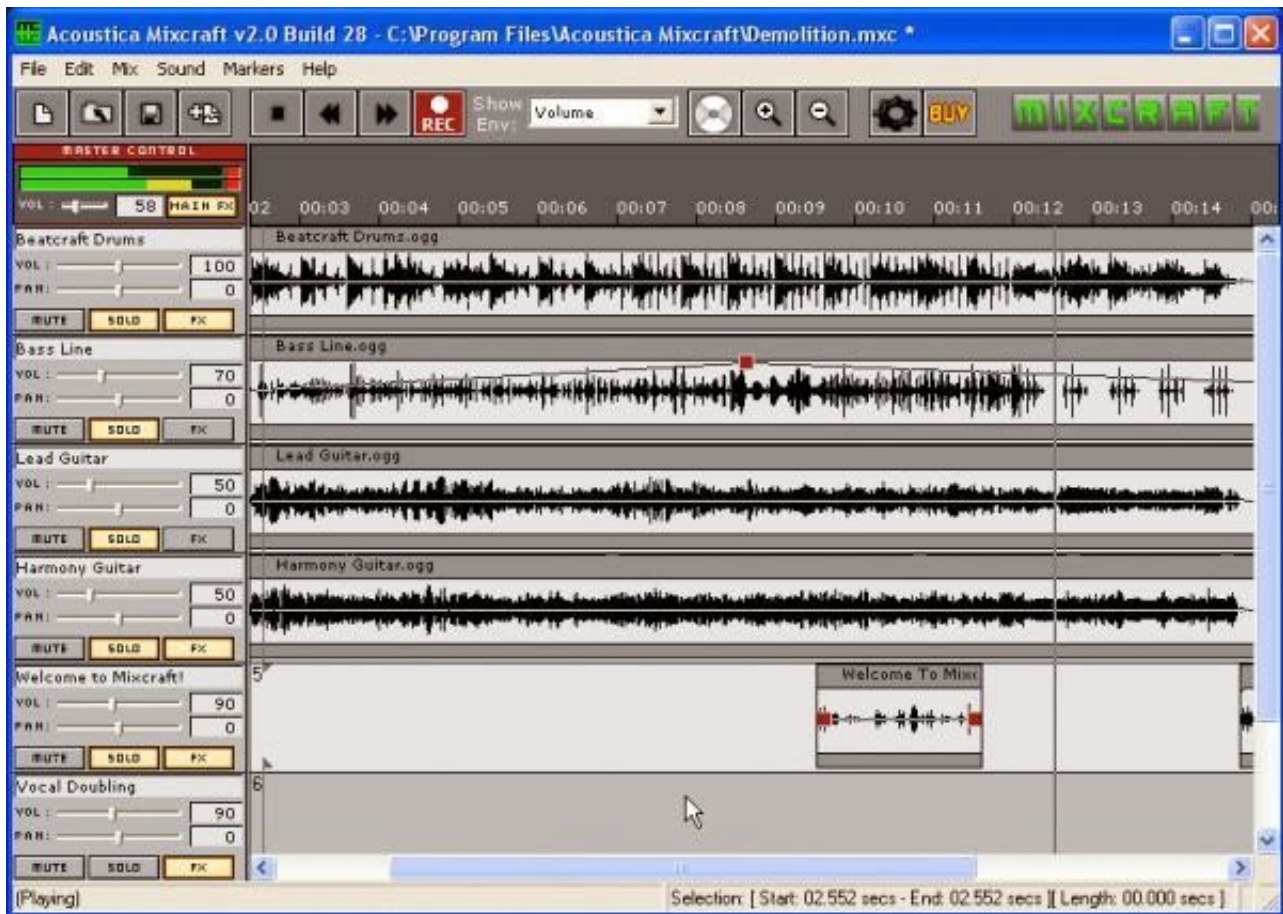 Acoustica Mixcraft v2.0 Build 28 - C:\Program Files\Acoustica Mixcraft\Demolition.mxc *
File Edit Mix Sound Markers Help
REC
Show Env:
Volume
BUY
MIXCRAFT
MASTER CONTROL
VOL : 58 MAIN FX
02 00:03 00:04 00:05 00:06 00:07 00:08 00:09 00:10 00:11 00:12 00:13 00:14 00:
Beatcraft Drums
Beatcraft Drums.ogg
VOL : 100
PAN: 0
MUTE SOLO FX
Bass Line
Bass Line.ogg
VOL : 70
PAN: 0
MUTE SOLO FX
Lead Guitar
Lead Guitar.ogg
VOL : 50
PAN: 0
MUTE SOLO FX
Harmony Guitar
Harmony Guitar.ogg
VOL : 50
PAN: 0
MUTE SOLO FX
Welcome to Mixcraft!
5
Welcome To Mixc
VOL : 90
PAN: 0
MUTE SOLO FX
Vocal Doubling
6
VOL : 90
PAN: 0
MUTE SOLO FX
(Playing)
Selection: [ Start: 02.552 secs - End: 02.552 secs ][ Length: 00.000 secs ]